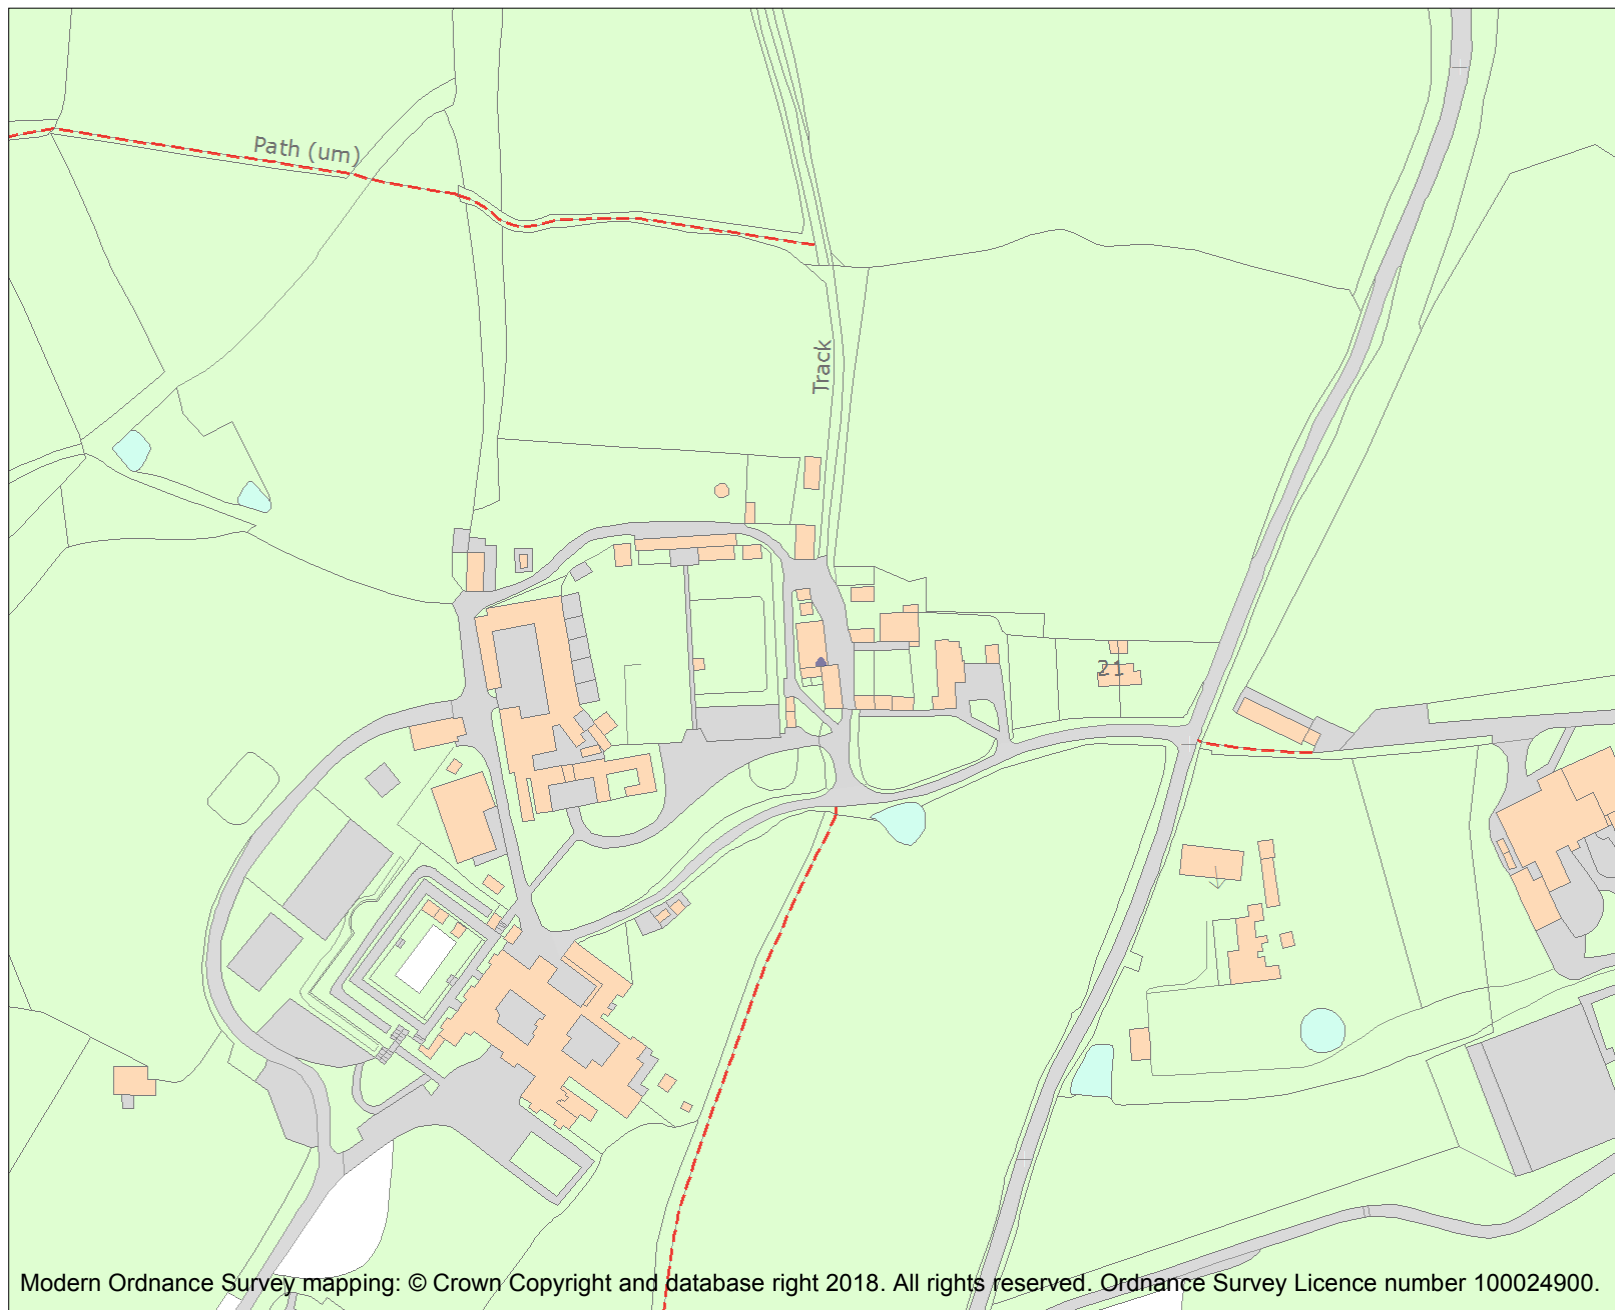 Path (um)
Track
21
Modern Ordnance Survey mapping: © Crown Copyright and database right 2018. All rights reserved. Ordnance Survey Licence number 100024900.